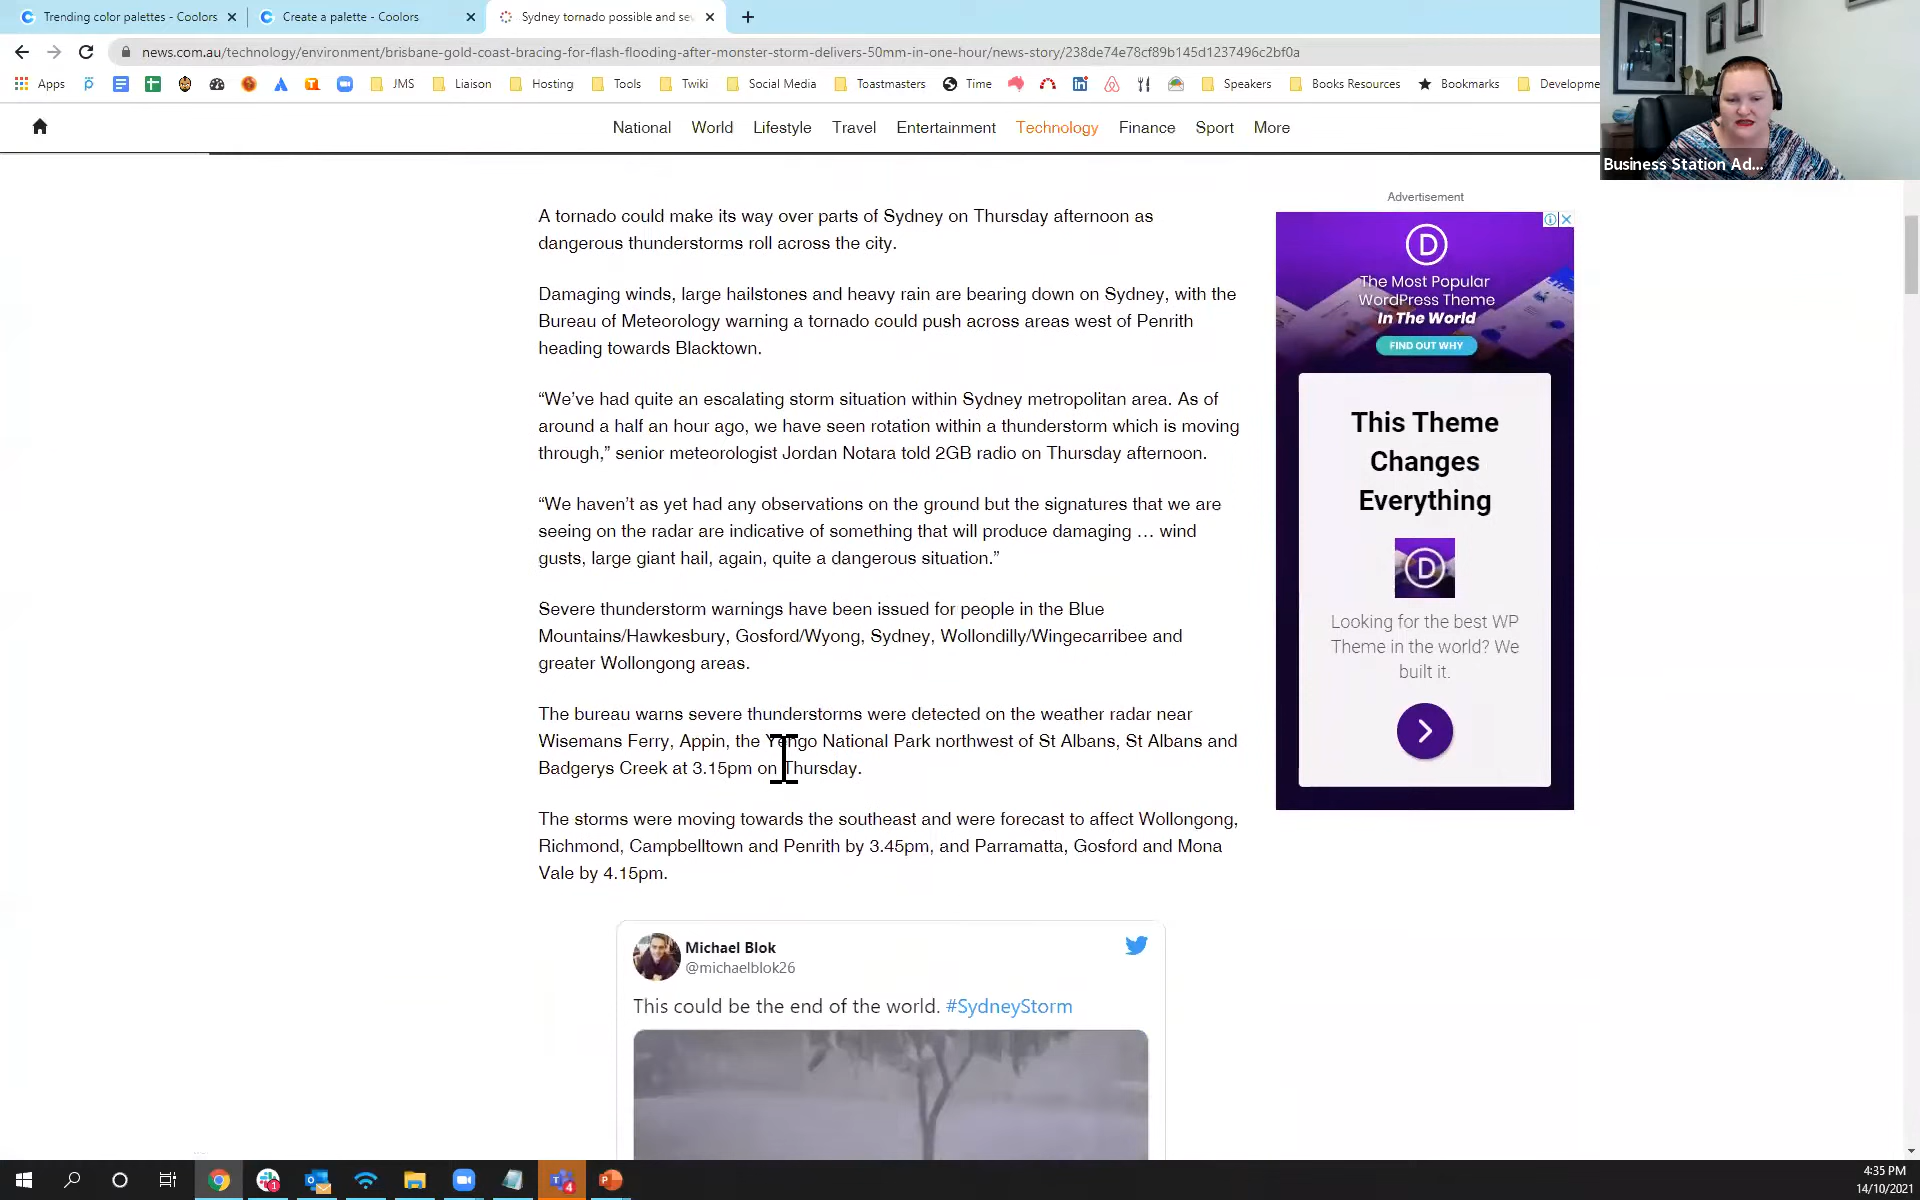 Trending color palettes - Coolors
Create a palette - Coolors
Sydney tornado possible and se
news.com.au/technology/environment/brisbane-gold-coast-bracing-for-flash-flooding-after-monster-storm-delivers-50mm-in-one-hour/news-story/238de74e78cf89b145d1237496c2bf0a
Apps JMS Liaison Hosting Tools Twiki Social Media Toastmasters Time Speakers Books Resources Bookmarks Developme
Business Station Ad...
National World Lifestyle Travel Entertainment Technology Finance Sport More
A tornado could make its way over parts of Sydney on Thursday afternoon as
dangerous thunderstorms roll across the city.
Damaging winds, large hailstones and heavy rain are bearing down on Sydney, with the
Bureau of Meteorology warning a tornado could push across areas west of Penrith
heading towards Blacktown.
“We’ve had quite an escalating storm situation within Sydney metropolitan area. As of
around a half an hour ago, we have seen rotation within a thunderstorm which is moving
through,” senior meteorologist Jordan Notara told 2GB radio on Thursday afternoon.
“We haven’t as yet had any observations on the ground but the signatures that we are
seeing on the radar are indicative of something that will produce damaging … wind
gusts, large giant hail, again, quite a dangerous situation.”
Severe thunderstorm warnings have been issued for people in the Blue
Mountains/Hawkesbury, Gosford/Wyong, Sydney, Wollondilly/Wingecarribee and
greater Wollongong areas.
The bureau warns severe thunderstorms were detected on the weather radar near
Wisemans Ferry, Appin, the Yengo National Park northwest of St Albans, St Albans and
Badgerys Creek at 3.15pm on Thursday.
The storms were moving towards the southeast and were forecast to affect Wollongong,
Richmond, Campbelltown and Penrith by 3.45pm, and Parramatta, Gosford and Mona
Vale by 4.15pm.
Michael Blok
@michaelblok26
This could be the end of the world. #SydneyStorm
Advertisement
D
The Most Popular
WordPress Theme
In The World
FIND OUT WHY
This Theme
Changes
Everything
D
Looking for the best WP
Theme in the world? We
built it.
4:35 PM
14/10/2021